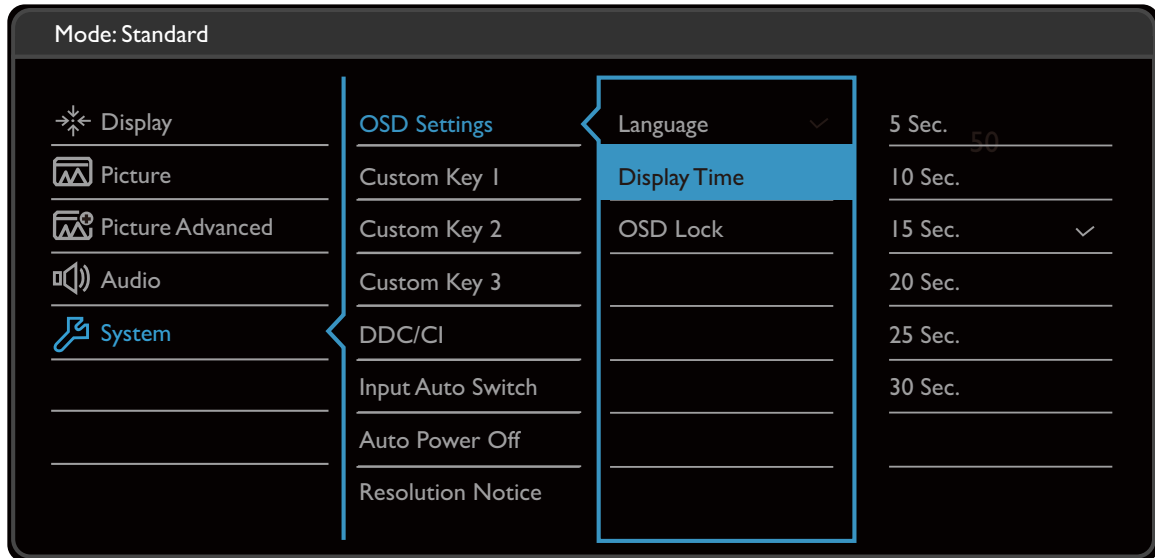 Mode: Standard
Display
Picture
Picture Advanced
Audio
System
OSD Settings
Custom Key 1
Custom Key 2
Custom Key 3
DDC/CI
Input Auto Switch
Auto Power Off
Resolution Notice
Language
Display Time
OSD Lock
5 Sec.
50
10 Sec.
15 Sec.
20 Sec.
25 Sec.
30 Sec.